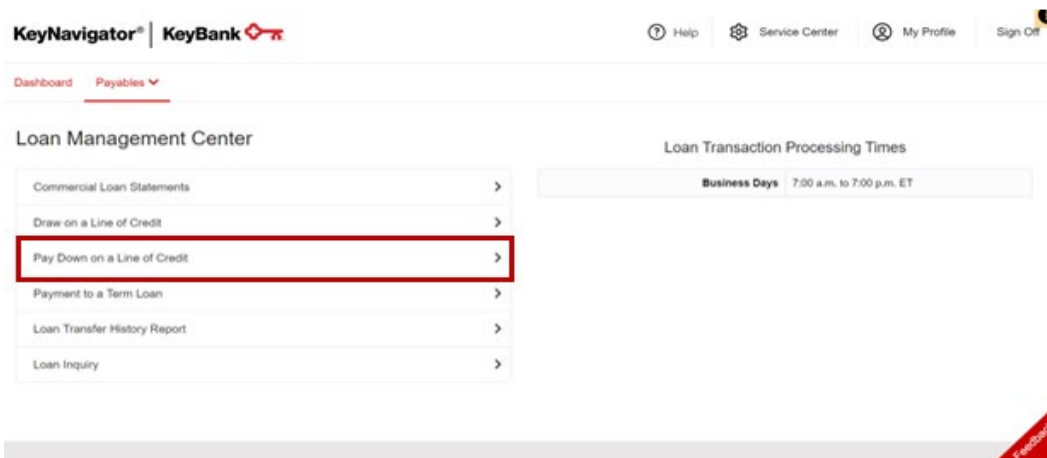 KeyNavigator® | KeyBank
Help
Service Center
My Profile
Sign Off
Dashboard
Payables
Loan Management Center
Commercial Loan Statements
Draw on a Line of Credit
Pay Down on a Line of Credit
Payment to a Term Loan
Loan Transfer History Report
Loan Inquiry
Loan Transaction Processing Times
Business Days 7:00 a.m. to 7:00 p.m. ET
Feedback